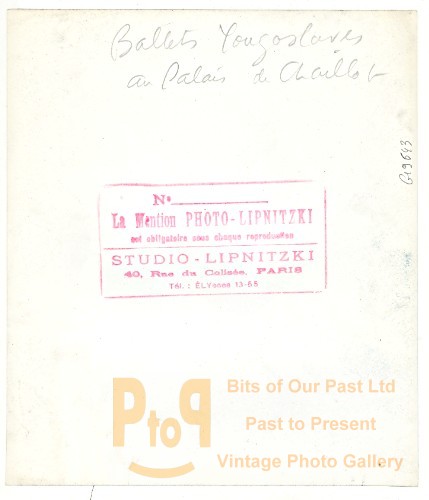 Ballets Yougoslaves
au Palais de Chaillot
G19643
No
La Mention PHOTO-LIPNITZKI
est obligatoire sous chaque reproduction
STUDIO-LIPNITZKI
40, Rue du Colisée, PARIS
Tél. : ÉLYsées 13-68
PtoP
Bits of Our Past Ltd
Past to Present
Vintage Photo Gallery